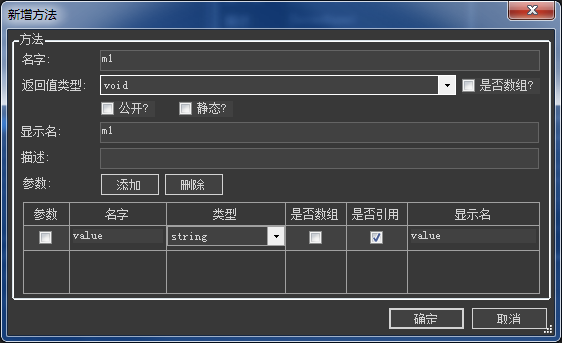 新增方法
方法
名字: m1
返回值类型: void 是否数组?
公开? 静态?
显示名: m1
描述:
参数: 添加 删除
参数 名字 类型 是否数组 是否引用 显示名
value string value
确定 取消